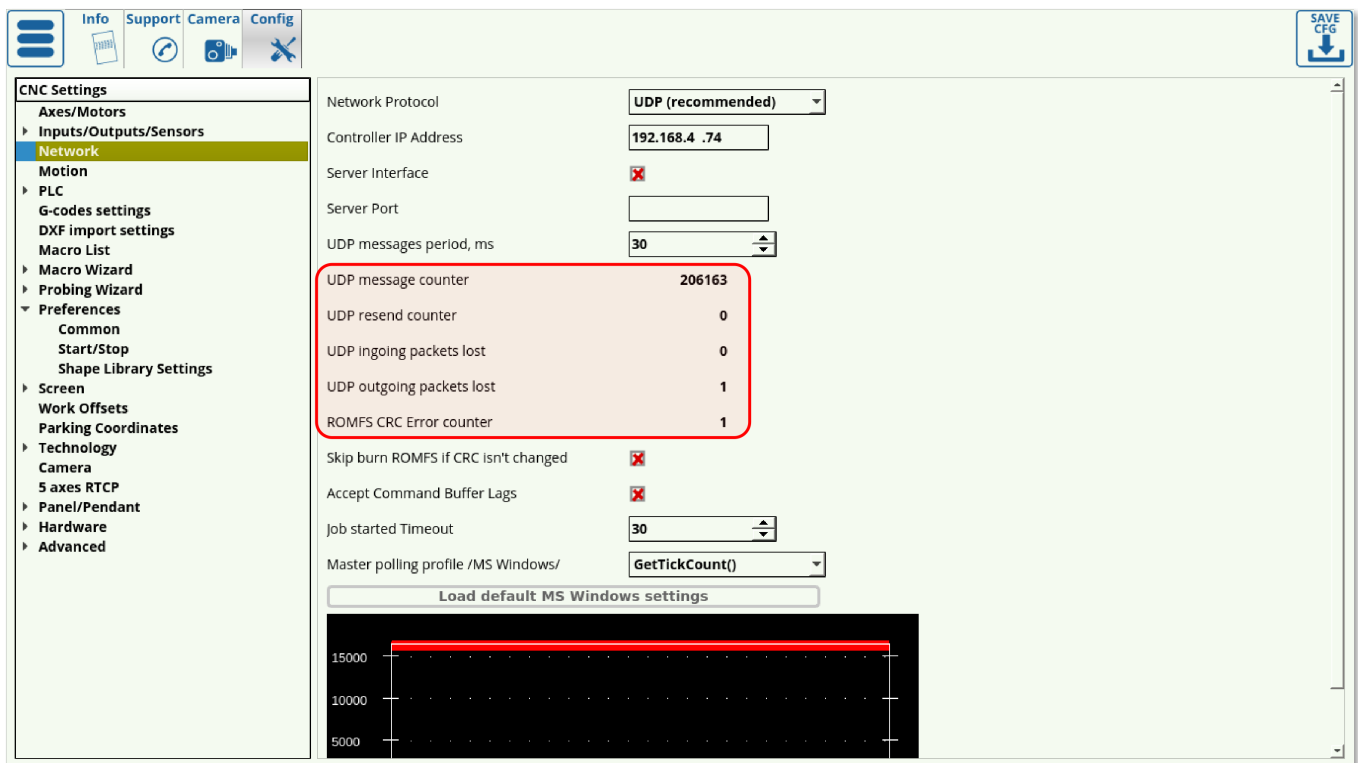 Info Support Camera Config
SAVE
CFG
CNC Settings
Axes/Motors
Inputs/Outputs/Sensors
Network
Motion
PLC
G-codes settings
DXF import settings
Macro List
Macro Wizard
Probing Wizard
Preferences
Common
Start/Stop
Shape Library Settings
Screen
Work Offsets
Parking Coordinates
Technology
Camera
5 axes RTCP
Panel/Pendant
Hardware
Advanced
Network Protocol UDP (recommended)
Controller IP Address 192.168.4 .74
Server Interface
Server Port
UDP messages period, ms 30
UDP message counter 206163
UDP resend counter 0
UDP ingoing packets lost 0
UDP outgoing packets lost 1
ROMFS CRC Error counter 1
Skip burn ROMFS if CRC isn't changed
Accept Command Buffer Lags
Job started Timeout 30
Master polling profile /MS Windows/ GetTickCount()
Load default MS Windows settings
15000
10000
5000